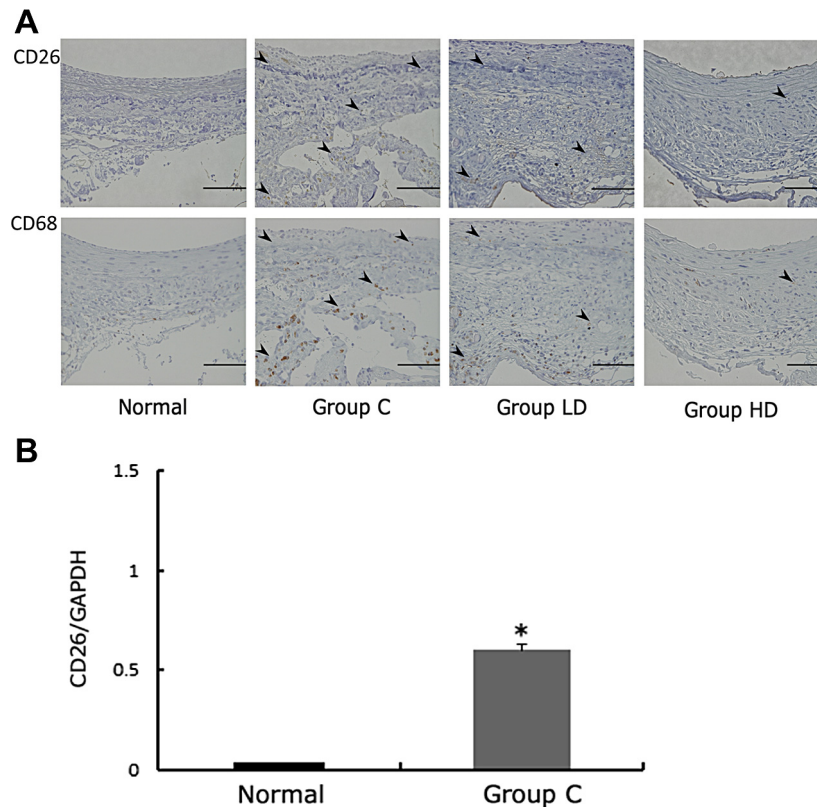 A
CD26
CD68
Normal
Group C
Group LD
Group HD
B
1.5
1
0.5
0
CD26/GAPDH
*
Normal
Group C